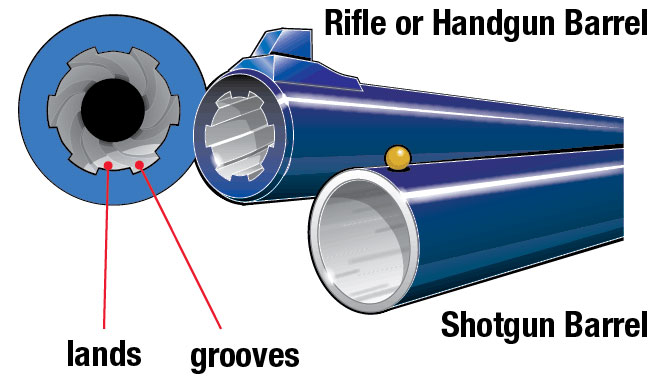 Rifle or Handgun Barrel
lands
grooves
Shotgun Barrel